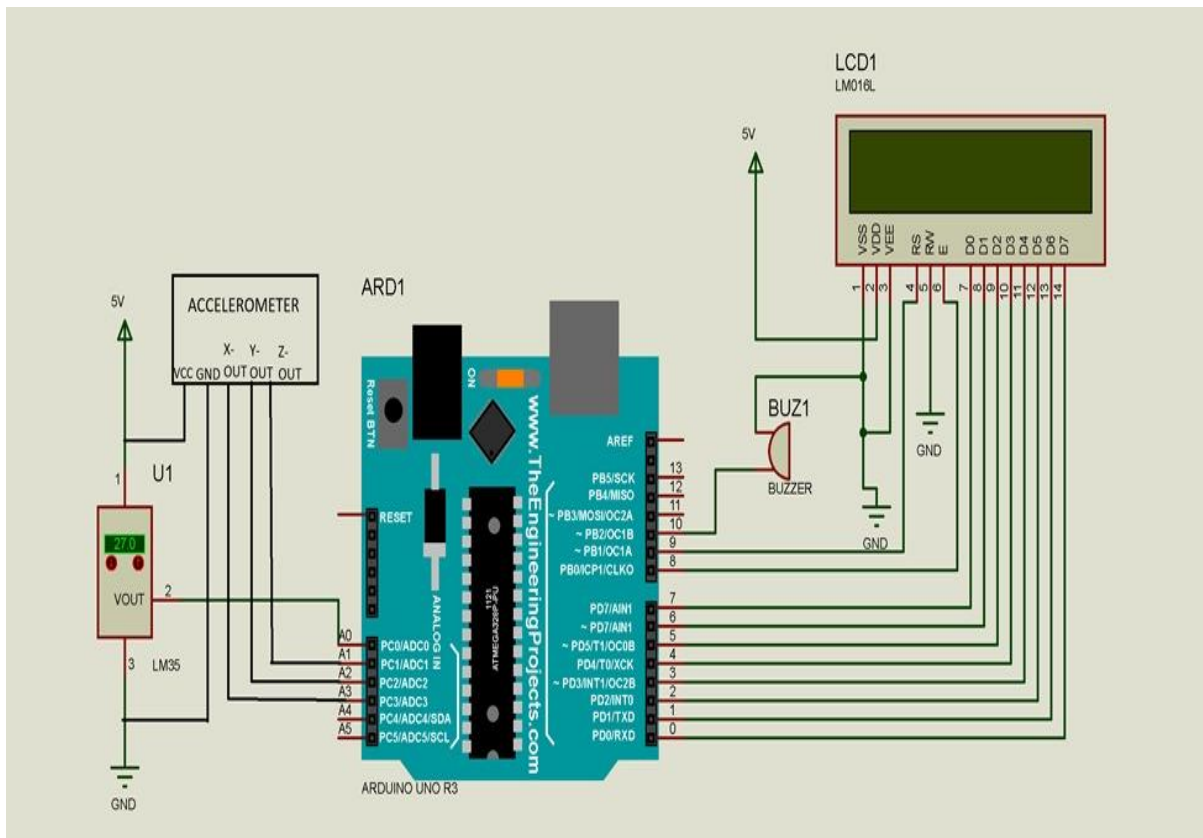 LCD1
LM016L
5V
VSS
VDD
VEE
RS
RW
E
D0
D1
D2
D3
D4
D5
D6
D7
1
2
3
4
5
6
7
8
9
10
11
12
13
14
GND
GND
BUZ1
BUZZER
5V
ACCELEROMETER
X- Y- Z-
VCC GND OUT OUT OUT
U1
1
27.0
VOUT
2
3
LM35
GND
ARD1
Reset BTN
ON
RESET
ANALOG IN
1121
ATMEGA328P-PU
www.TheEngineeringProjects.com
A0 PC0/ADC0
A1 PC1/ADC1
A2 PC2/ADC2
A3 PC3/ADC3
A4 PC4/ADC4/SDA
A5 PC5/ADC5/SCL
AREF
PB5/SCK 13
PB4/MISO 12
~ PB3/MOSI/OC2A 11
~ PB2/OC1B 10
~ PB1/OC1A 9
PB0/ICP1/CLKO 8
PD7/AIN1 7
~ PD7/AIN1 6
~ PD5/T1/OC0B 5
PD4/T0/XCK 4
~ PD3/INT1/OC2B 3
PD2/INT0 2
PD1/TXD 1
PD0/RXD 0
ARDUINO UNO R3